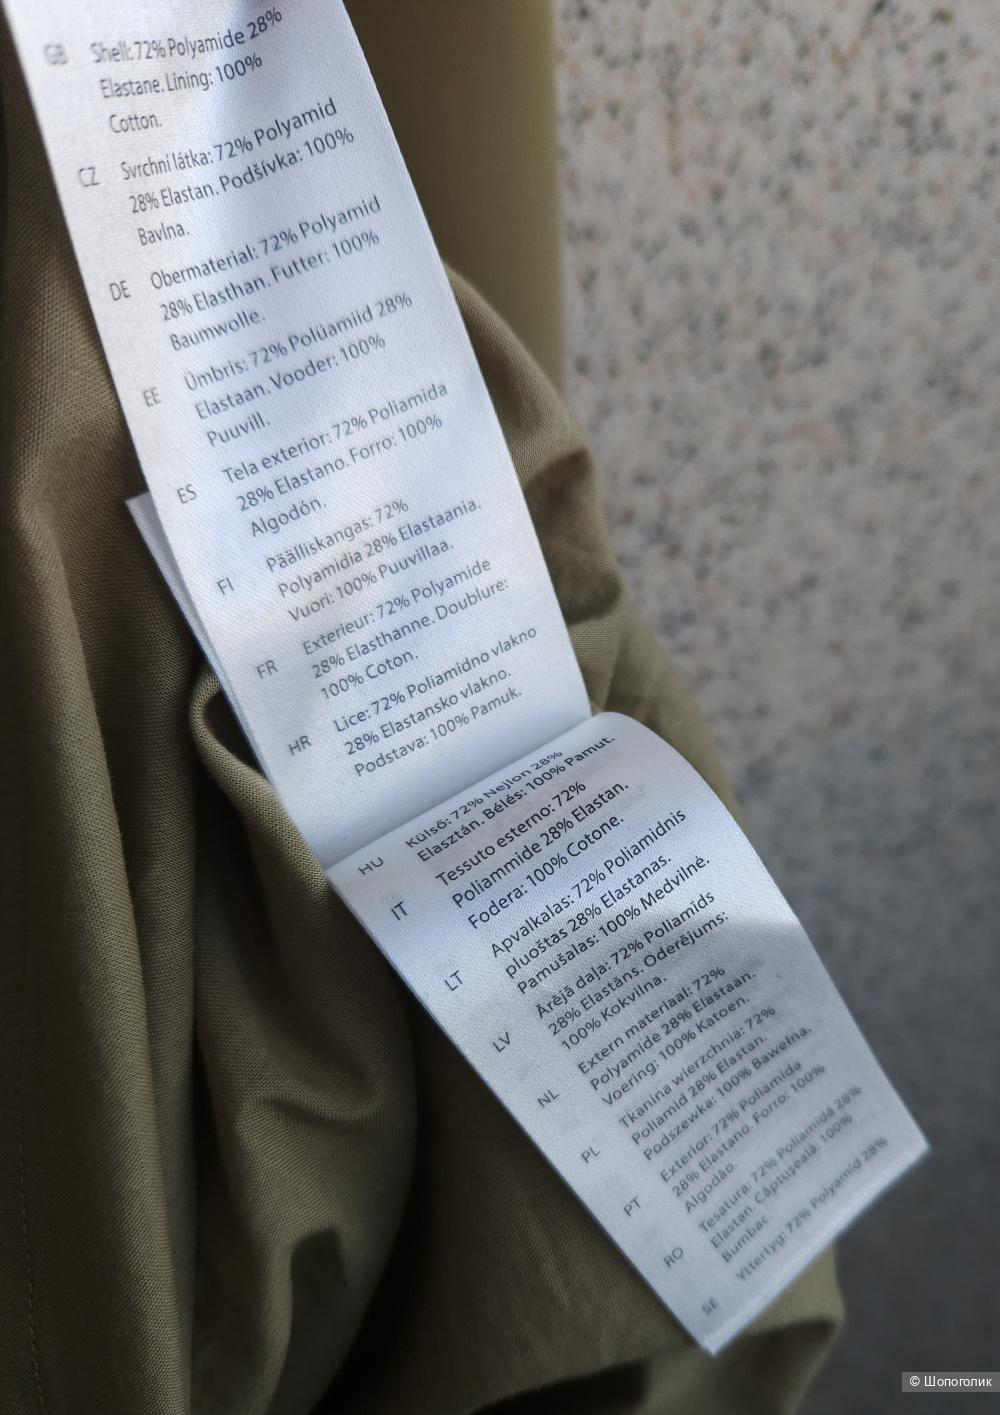 GB Shell: 72% Polyamide 28%
Elastane. Lining: 100%
Cotton.
CZ Svrchní látka: 72% Polyamid
28% Elastan. Podšívka: 100%
Bavlna.
DE Obermaterial: 72% Polyamid
28% Elasthan. Futter: 100%
Baumwolle.
EE Ümbris: 72% Polüamiid 28%
Elastaan. Vooder: 100%
Puuvill.
ES Tela exterior: 72% Poliamida
28% Elastano. Forro: 100%
Algodón.
FI Päälliskangas: 72%
Polyamidia 28% Elastaania.
Vuori: 100% Puuvillaa.
FR Exterieur: 72% Polyamide
28% Elasthanne. Doublure:
100% Coton.
HR Lice: 72% Poliamidno vlakno
28% Elastansko vlakno.
Podstava: 100% Pamuk.
HU Külső: 72% Nejlon 28%
Elasztán. Bélés: 100% Pamut.
IT Tessuto esterno: 72%
Poliammide 28% Elastan.
Fodera: 100% Cotone.
LT Apvalkalas: 72% Poliamidnis
pluoštas 28% Elastanas.
Pamušalas: 100% Medvilnė.
LV Ārējā daļa: 72% Poliamids
28% Elastāns. Oderējums:
100% Kokvilna.
NL Extern materiaal: 72%
Polyamide 28% Elastaan.
Voering: 100% Katoen.
PL Tkanina wierzchnia: 72%
Poliamid 28% Elastan.
Podszewka: 100% Bawełna.
PT Exterior: 72% Poliamida
28% Elastano. Forro: 100%
Algodão.
RO Tesatura: 72% Poliamidă 28%
Elastan. Căptuşeală: 100%
Bumbac.
SE Yttertyg: 72% Polyamid 28%
© Шопоголик